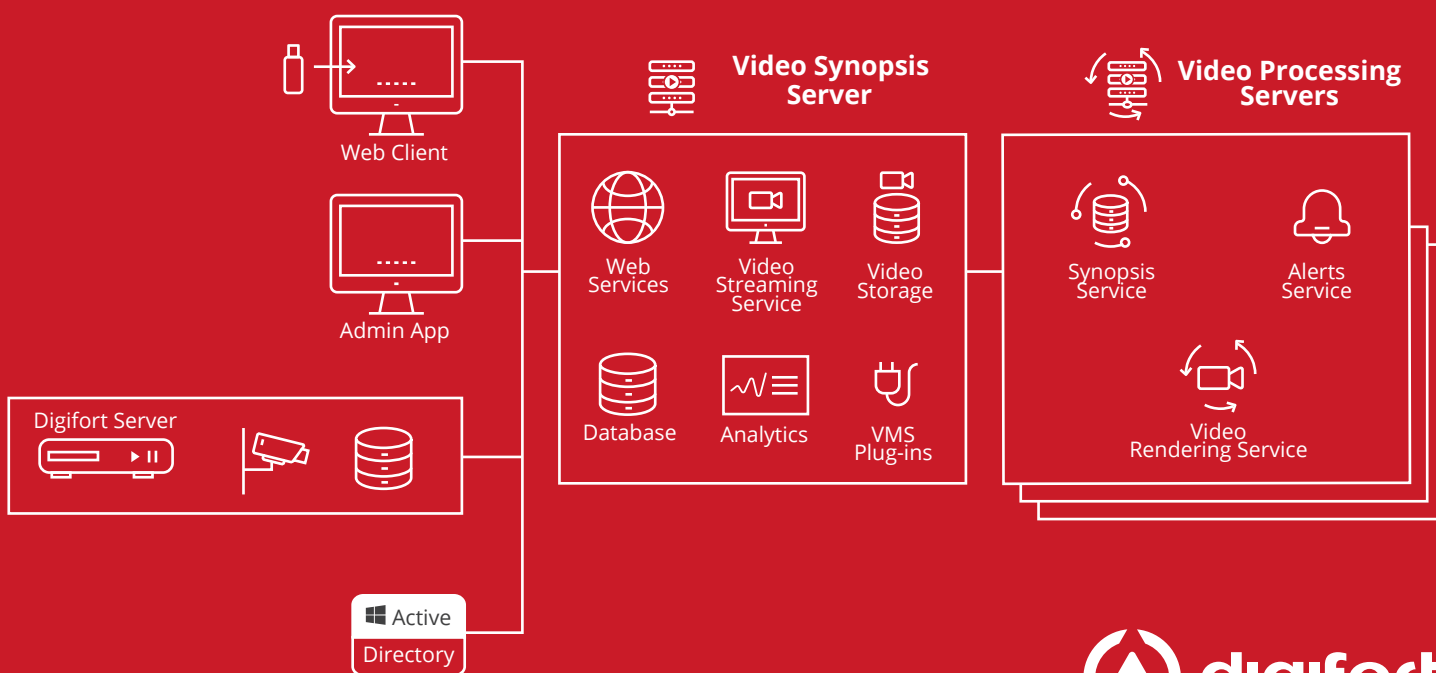 Web Client
Admin App
Digifort Server
Active
Directory
Video Synopsis
Server
Web
Services
Video
Streaming
Service
Video
Storage
Database
Analytics
VMS
Plug-ins
Video Processing
Servers
Synopsis
Service
Alerts
Service
Video
Rendering Service
digifort